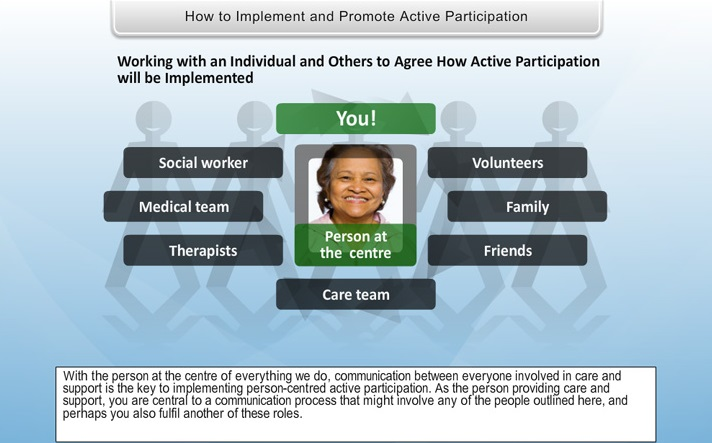 How to Implement and Promote Active Participation
Working with an Individual and Others to Agree How Active Participation
will be Implemented
You!
Social worker
Volunteers
Medical team
Family
Person at
the centre
Therapists
Friends
Care team
With the person at the centre of everything we do, communication between everyone involved in care and
support is the key to implementing person-centred active participation. As the person providing care and
support, you are central to a communication process that might involve any of the people outlined here, and
perhaps you also fulfil another of these roles.